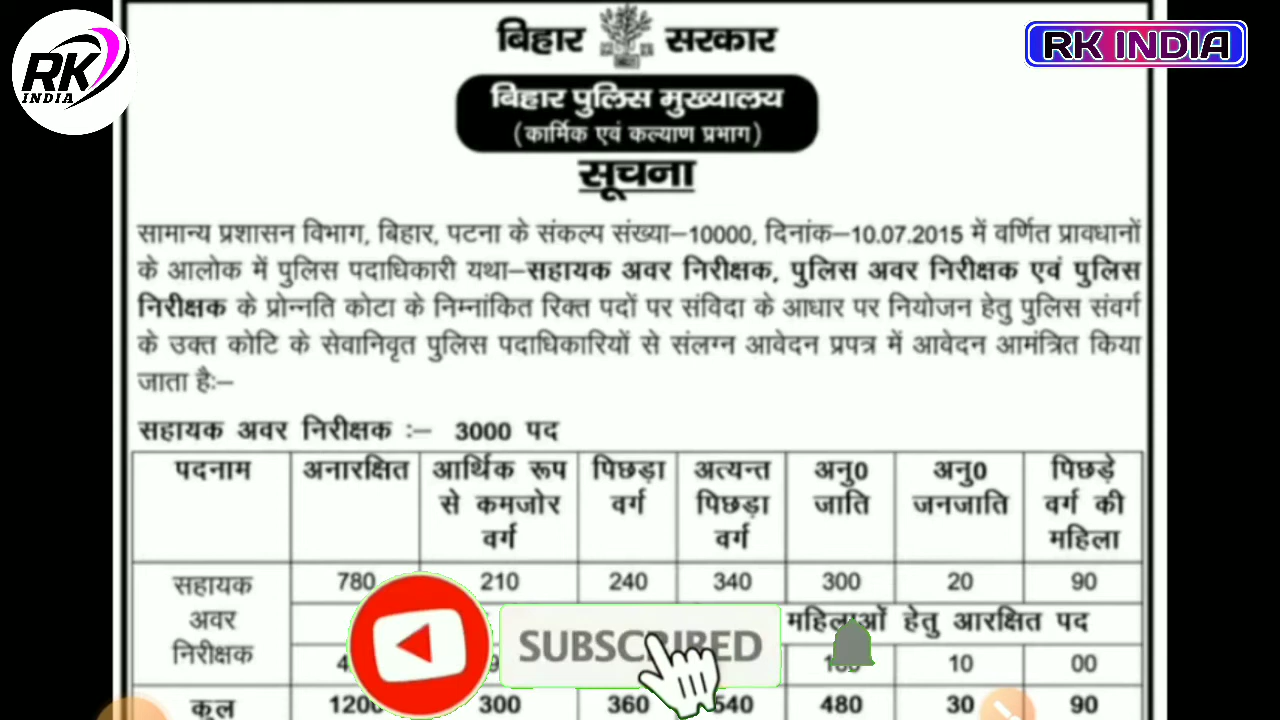 RK
INDIA
RK INDIA
बिहार सरकार
बिहार पुलिस मुख्यालय
(कार्मिक एवं कल्याण प्रभाग)
सूचना
सामान्य प्रशासन विभाग, बिहार, पटना के संकल्प संख्या–10000, दिनांक–10.07.2015 में वर्णित प्रावधानों
के आलोक में पुलिस पदाधिकारी यथा–सहायक अवर निरीक्षक, पुलिस अवर निरीक्षक एवं पुलिस
निरीक्षक के प्रोन्नति कोटा के निम्नांकित रिक्त पदों पर संविदा के आधार पर नियोजन हेतु पुलिस संवर्ग
के उक्त कोटि के सेवानिवृत पुलिस पदाधिकारियों से संलग्न आवेदन प्रपत्र में आवेदन आमंत्रित किया
जाता है:–
सहायक अवर निरीक्षक :– 3000 पद
पदनाम अनारक्षित आर्थिक रूप से कमजोर वर्ग पिछड़ा वर्ग अत्यन्त पिछड़ा वर्ग अनु0 जाति अनु0 जनजाति पिछड़े वर्ग की महिला
सहायक अवर निरीक्षक 780 210 240 340 300 20 90
महिलाओं हेतु आरक्षित पद
10 00
कुल 1200 300 360 540 480 30 90
SUBSCRIBED